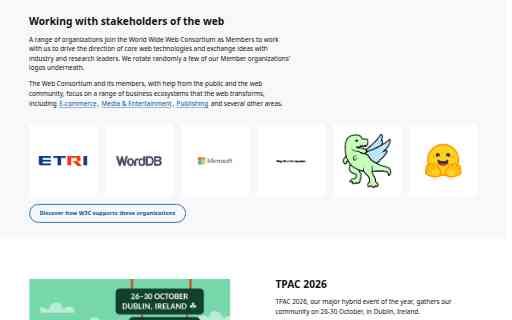 Working with stakeholders of the web
A range of organizations join the World Wide Web Consortium as Members to work
with us to drive the direction of core web technologies and exchange ideas with
industry and research leaders. We rotate randomly a few of our Member organizations'
logos underneath.
The Web Consortium and its members, with help from the public and the web
community, focus on a range of business ecosystems that the web transforms,
including E-commerce, Media & Entertainment, Publishing and several other areas.
ETRI WordDB Microsoft
Discover how W3C supports these organizations
26-30 OCTOBER
DUBLIN, IRELAND
TPAC 2026
TPAC 2026, our major hybrid event of the year, gathers our
community on 26-30 October, in Dublin, Ireland.